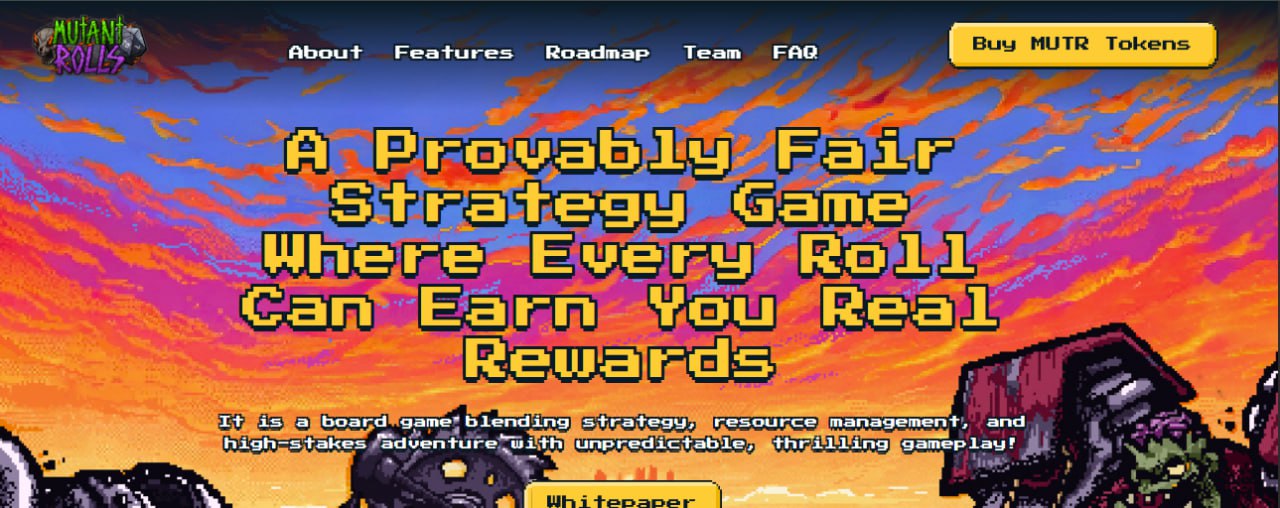 MUTANT
ROLLS
About Features Roadmap Team FAQ
Buy MUTR Tokens
A Provably Fair
Strategy Game
Where Every Roll
Can Earn You Real
Rewards
It is a board game blending strategy, resource management, and
high-stakes adventure with unpredictable, thrilling gameplay!
Whitepaper